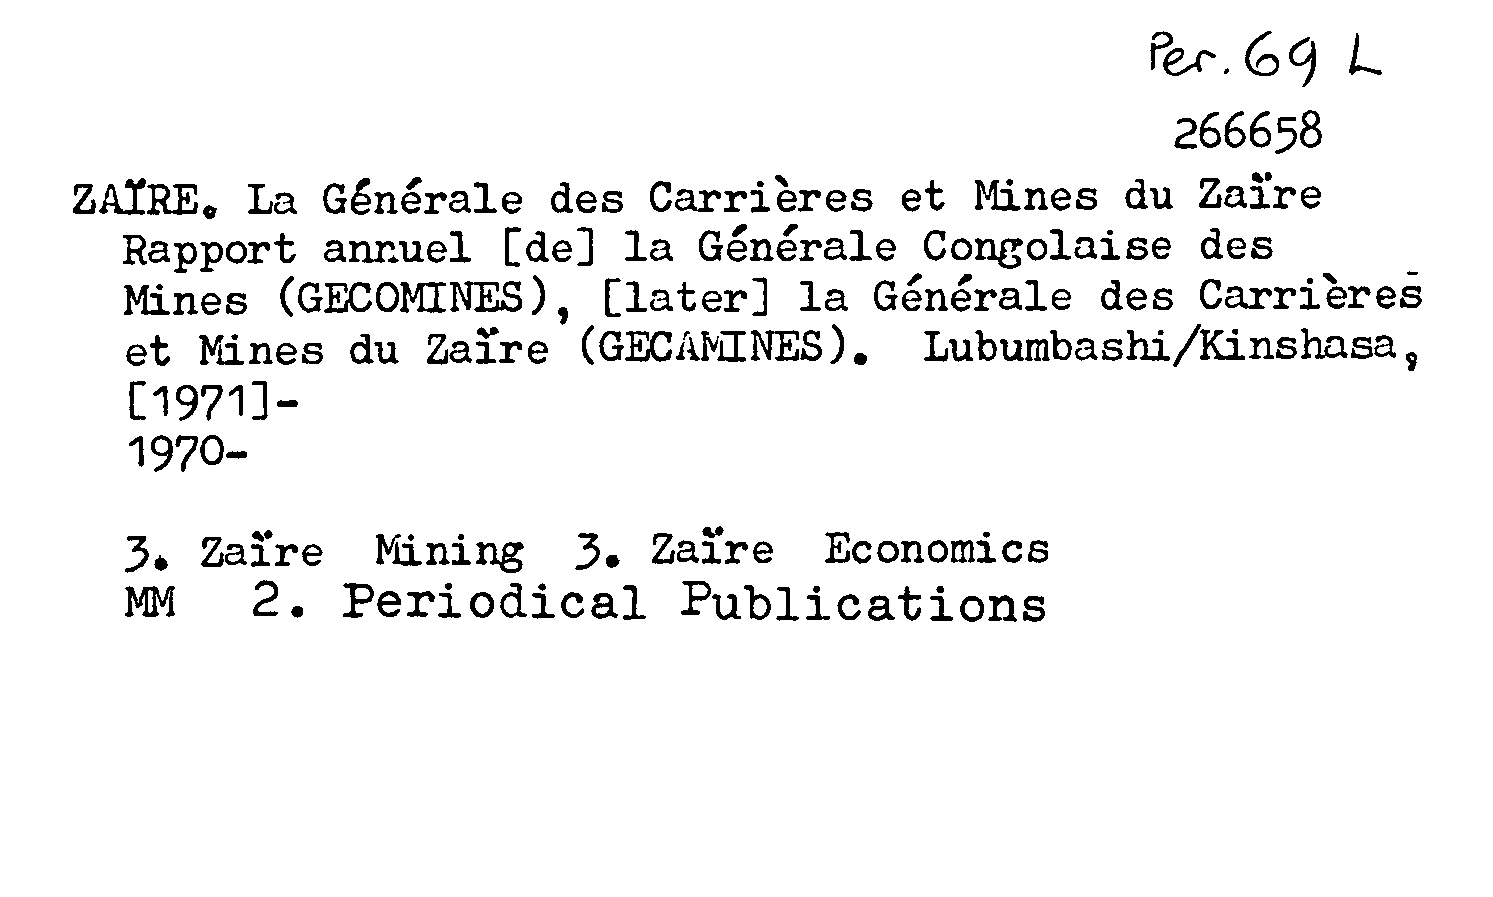 Per. 69 L
266658
ZAÏRE. La Générale des Carrières et Mines du Zaïre
Rapport annuel [de] la Générale Congolaise des
Mines (GECOMINES), [later] la Générale des Carrières
et Mines du Zaïre (GECAMINES). Lubumbashi/Kinshasa,
[1971]-
1970-
3. Zaïre Mining 3. Zaïre Economics
MM 2. Periodical Publications